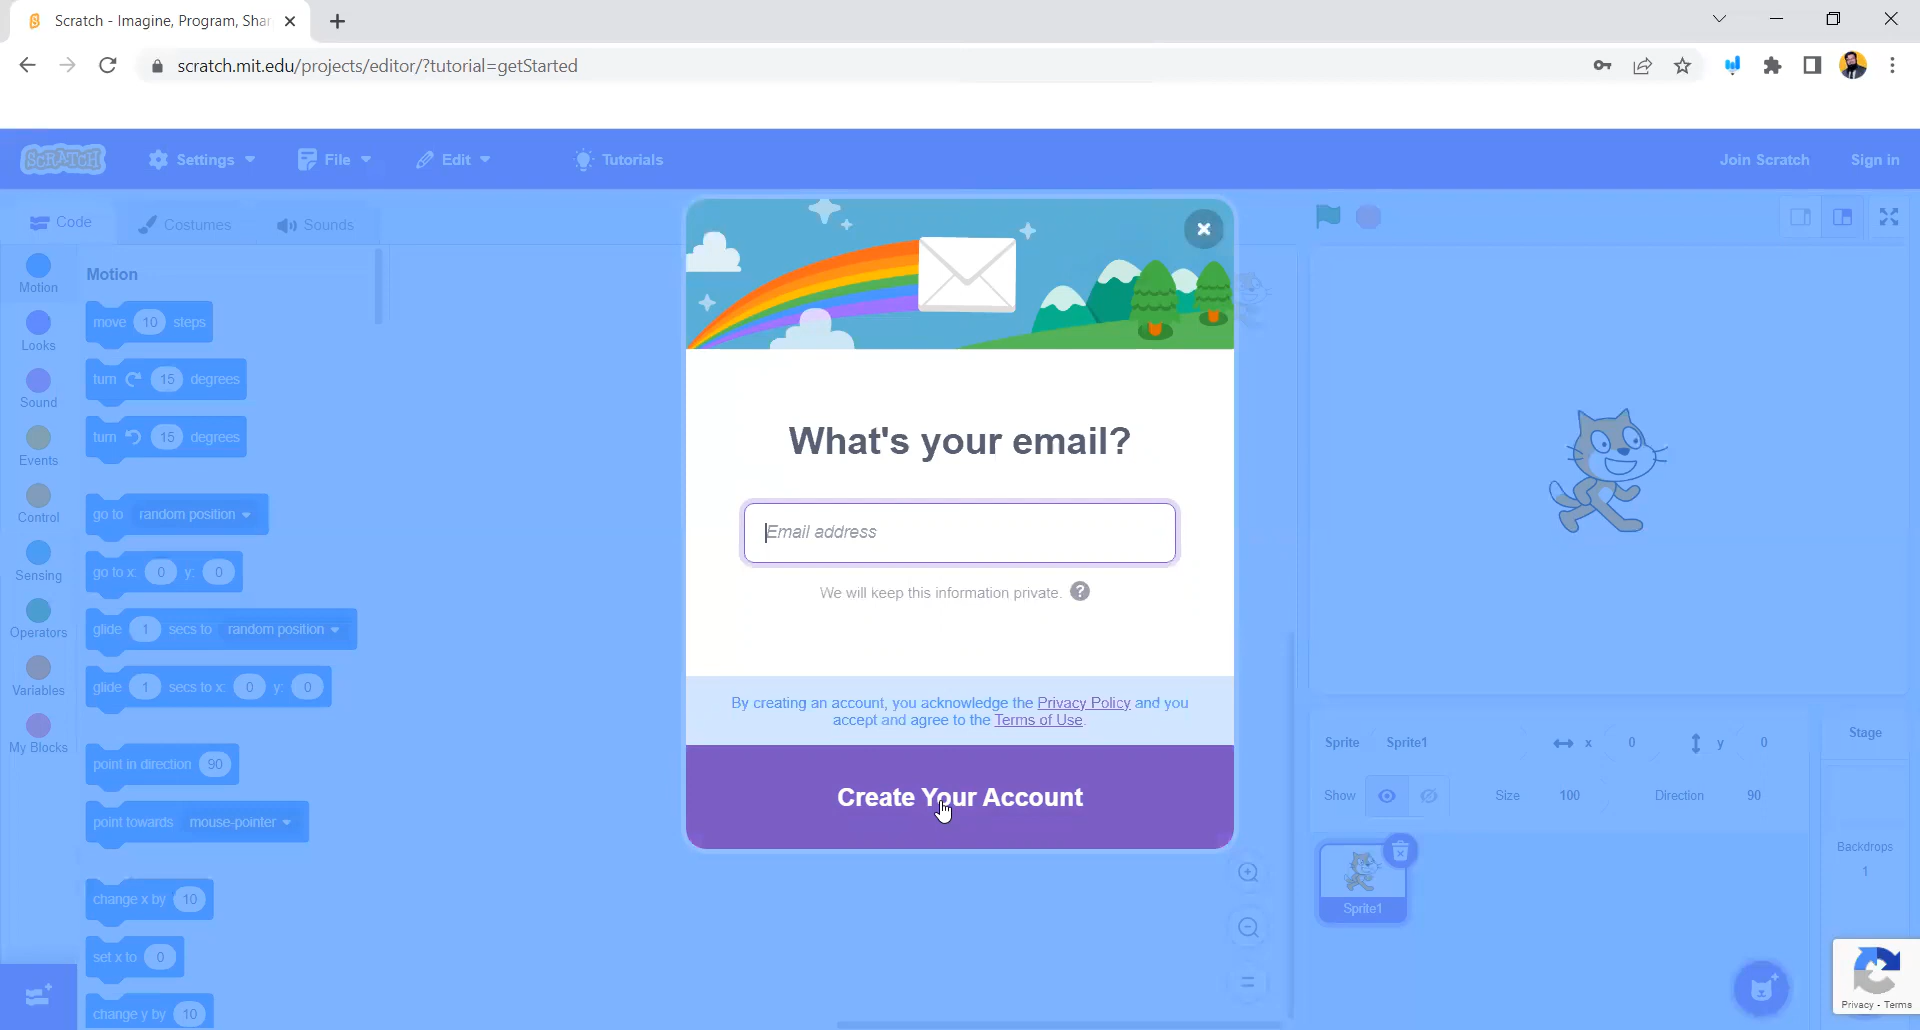 Scratch - Imagine, Program, Shar
scratch.mit.edu/projects/editor/?tutorial=getStarted
SCRATCH
Settings
File
Edit
Tutorials
Join Scratch
Sign in
Code
Costumes
Sounds
Motion
Looks
Sound
Events
Control
Sensing
Operators
Variables
My Blocks
Motion
move 10 steps
turn 15 degrees
turn 15 degrees
go to random position
go to x: 0 y: 0
glide 1 secs to random position
glide 1 secs to x: 0 y: 0
point in direction 90
point towards mouse-pointer
change x by 10
set x to 0
change y by 10
What's your email?
Email address
We will keep this information private. ?
By creating an account, you acknowledge the Privacy Policy and you
accept and agree to the Terms of Use.
Create Your Account
Sprite Sprite1 x 0 y 0
Show Size 100 Direction 90
Sprite1
Stage
Backdrops
1
Privacy - Terms